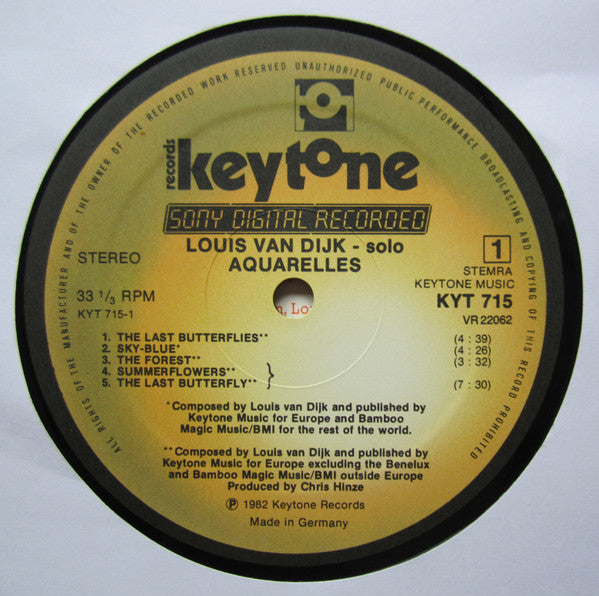 ALL RIGHTS OF THE MANUFACTURER AND OF THE OWNER OF THE RECORDED WORK RESERVED UNAUTHORIZED PUBLIC PERFORMANCE BROADCASTING AND COPYING OF THIS RECORD PROHIBITED
records
keytone
SONY DIGITAL RECORDED
LOUIS VAN DIJK - solo
AQUARELLES
1
STEREO
STEMRA
KEYTONE MUSIC
33 1/3 RPM
KYT 715
KYT 715-1
VR 22062
1. THE LAST BUTTERFLIES** (4 : 39)
2. SKY-BLUE* (4 : 26)
3. THE FOREST** (3 : 32)
4. SUMMERFLOWERS** }
5. THE LAST BUTTERFLY** (7 : 30)
*Composed by Louis van Dijk and published by
Keytone Music for Europe and Bamboo
Magic Music/BMI for the rest of the world.
**Composed by Louis van Dijk and published by
Keytone Music for Europe excluding the Benelux
and Bamboo Magic Music/BMI outside Europe
Produced by Chris Hinze
℗ 1982 Keytone Records
Made in Germany